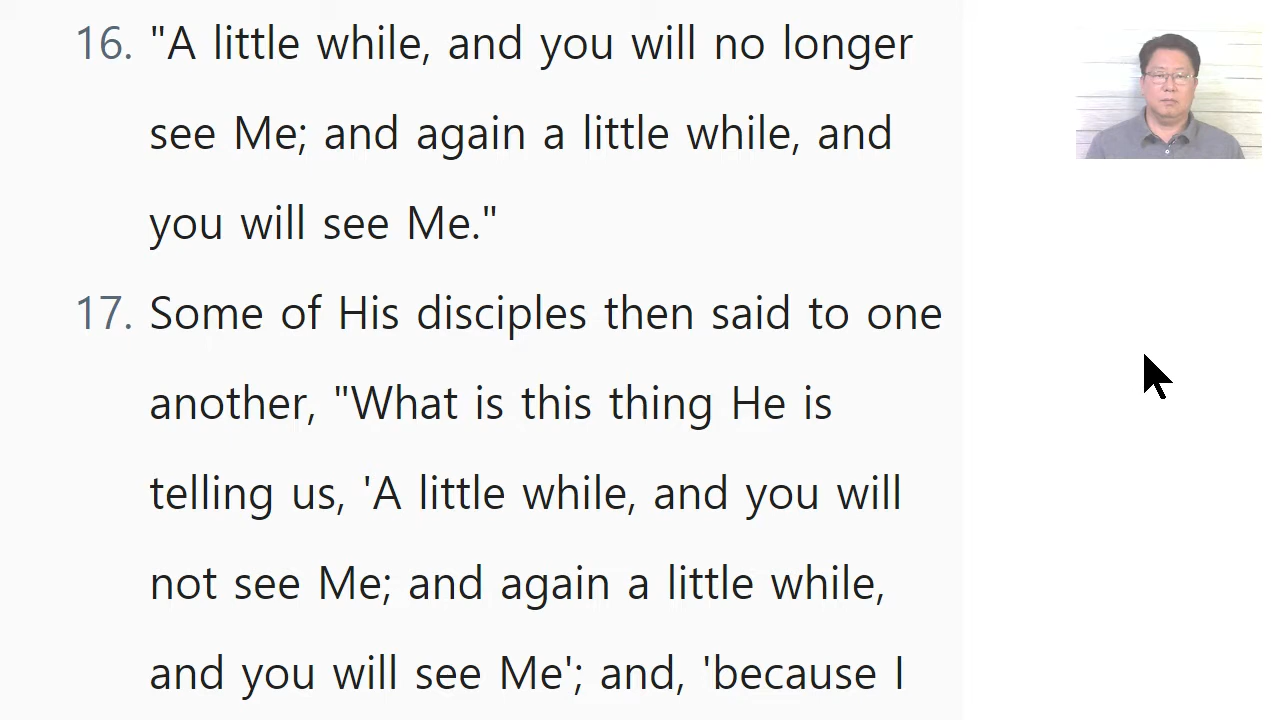 16. "A little while, and you will no longer
see Me; and again a little while, and
you will see Me."
17. Some of His disciples then said to one
another, "What is this thing He is
telling us, 'A little while, and you will
not see Me; and again a little while,
and you will see Me'; and, 'because I